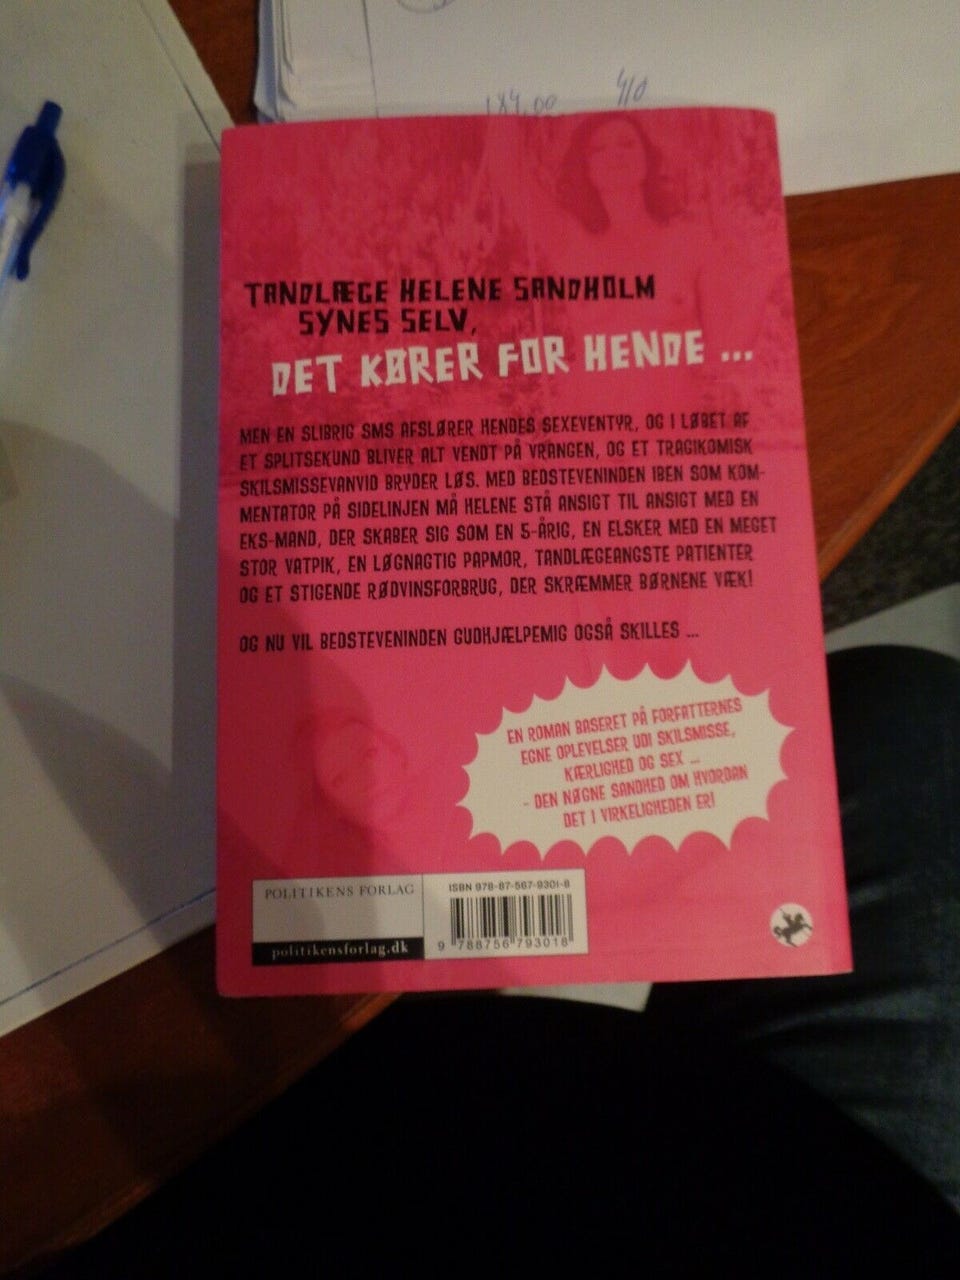 184,00
410
TANDLÆGE HELENE SANDHOLM
SYNES SELV,
DET KØRER FOR HENDE ...
MEN EN SLIBRIG SMS AFSLØRER HENDES SEXEVENTYR, OG I LØBET AF
ET SPLITSEKUND BLIVER ALT VENDT PÅ VRANGEN, OG ET TRAGIKOMISK
SKILSMISSEVANVID BRYDER LØS. MED BEDSTEVENINDEN IBEN SOM KOM-
MENTATOR PÅ SIDELINJEN MÅ HELENE STÅ ANSIGT TIL ANSIGT MED EN
EKS-MAND, DER SKABER SIG SOM EN 5-ÅRIG, EN ELSKER MED EN MEGET
STOR VATPIK, EN LØGNAGTIG PAPMOR, TANDLÆGEANGSTE PATIENTER
OG ET STIGENDE RØDVINSFORBRUG, DER SKRÆMMER BØRNENE VÆK!
OG NU VIL BEDSTEVENINDEN GUDHJÆLPEMIG OGSÅ SKILLES ...
EN ROMAN BASERET PÅ FORFATTERNES
EGNE OPLEVELSER UDI SKILSMISSE,
KÆRLIGHED OG SEX ...
- DEN NØGNE SANDHED OM HVORDAN
DET I VIRKELIGHEDEN ER!
POLITIKENS FORLAG
politikensforlag.dk
ISBN 978-87-567-9301-8
9 788756 793018